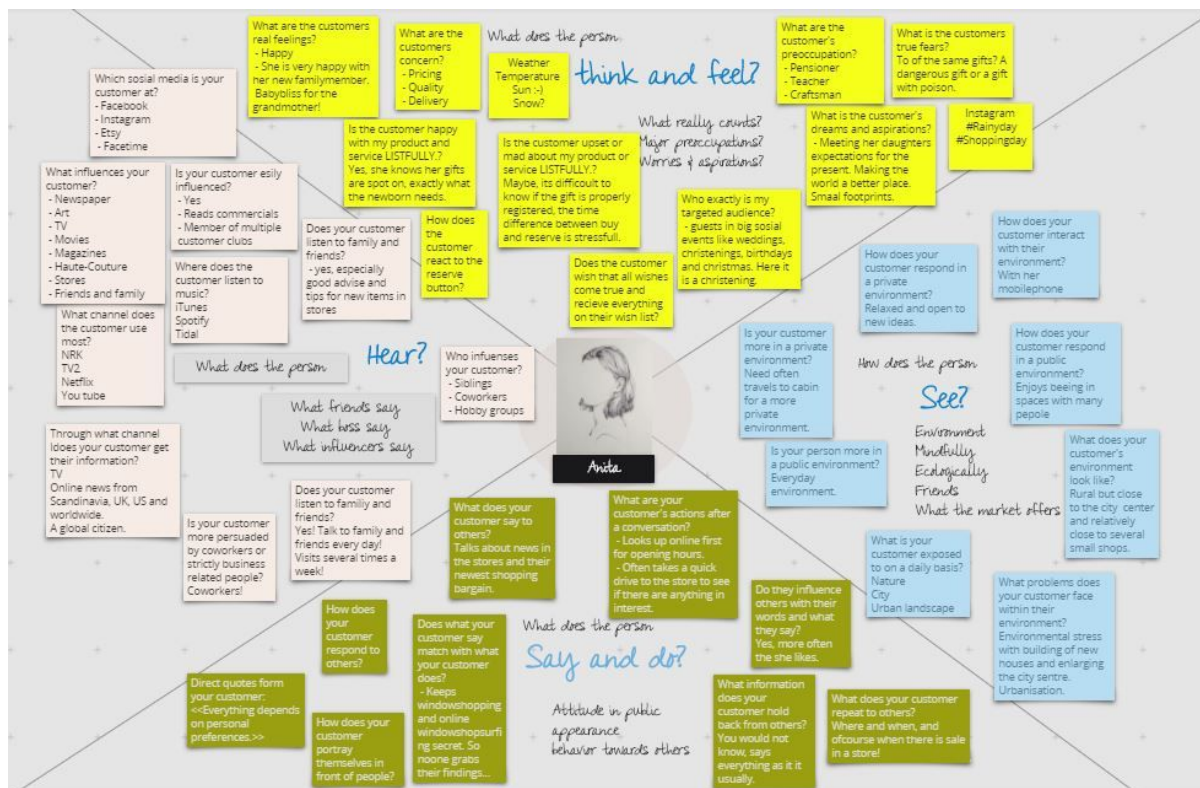 What are the customers
real feelings?
- Happy
- She is very happy with
her new familymember.
Babybliss for the
grandmother!
What are the
customers
concern?
- Pricing
- Quality
- Delivery
What does the person
think and feel?
What really counts?
Major preoccupations?
Worries & aspirations?
Weather
Temperature
Sun :-)
Snow?
What are the
customer's
preoccupation?
- Pensioner
- Teacher
- Craftsman
What is the customers
true fears?
To of the same gifts? A
dangerous gift or a gift
with poison.
Is the customer happy
with my product and
service LISTFULLY.?
Yes, she knows her gifts
are spot on, exactly what
the newborn needs.
Is the customer upset or
mad about my product or
service LISTFULLY.?
Maybe, its difficult to
know if the gift is properly
registered, the time
difference between buy
and reserve is stressfull.
What is the customer's
dreams and aspirations?
- Meeting her daughters
expectations for the
present. Making the
world a better place.
Smaal footprints.
Instagram
#Rainyday
#Shoppingday
How does
the
customer
react to the
reserve
button?
Does the customer
wish that all wishes
come true and
recieve everything
on their wish list?
Who exactly is my
targeted audience?
- guests in big sosial
events like weddings,
christenings, birthdays
and christmas. Here it
is a christening.
Which sosial media is your
customer at?
- Facebook
- Instagram
- Etsy
- Facetime
What influences your
customer?
- Newspaper
- Art
- TV
- Movies
- Magazines
- Haute-Couture
- Stores
- Friends and family
Is your customer esily
influenced?
- Yes
- Reads commercials
- Member of multiple
customer clubs
Does your customer
listen to family and
friends?
- yes, especially
good advise and
tips for new items in
stores
Where does the
customer listen to
music?
iTunes
Spotify
Tidal
What channel does
the customer use
most?
NRK
TV2
Netflix
You tube
What does the person
Hear?
What friends say
What boss say
What influencers say
Who infuenses
your customer?
- Siblings
- Coworkers
- Hobby groups
Through what channel
ldoes your customer get
their information?
TV
Online news from
Scandinavia, UK, US and
worldwide.
A global citizen.
Is your customer
more persuaded
by coworkers or
strictly business
related people?
Coworkers!
Does your customer
listen to familiy and
friends?
Yes! Talk to family and
friends every day!
Visits several times a
week!
Anita
How does your
customer respond in
a private
environment?
Relaxed and open to
new ideas.
How does your
customer interact
with their
environment?
With her
mobilephone
Is your customer
more in a private
environment?
Need often
travels to cabin
for a more
private
environment.
How does your
customer respond
in a public
environment?
Enjoys beeing in
spaces with many
pepole
How does the person
See?
Environment
Mindfully
Ecologically
Friends
What the market offers
Is your person more in
a public environment?
Everyday
environment.
What does your
customer's
environment
look like?
Rural but close
to the city center
and relatively
close to several
small shops.
What is your
customer exposed
to on a daily basis?
Nature
City
Urban landscape
What problems does
your customer face
within their
environment?
Environmental stress
with building of new
houses and enlarging
the city sentre.
Urbanisation.
What does your
customer say to
others?
Talks about news in
the stores and their
newest shopping
bargain.
What are your
customer's actions after
a conversation?
- Looks up online first
for opening hours.
- Often takes a quick
drive to the store to see
if there are anything in
interest.
Do they influence
others with their
words and what
they say?
Yes, more often
the she likes.
How does
your
customer
respond to
others?
Does what your
customer say
match with what
your customer
does?
- Keeps
windowshopping
and online
windowshopsurfi
ng secret. So
noone grabs
their findings...
What does the person
Say and do?
Attitude in public
appearance
behavior towards others
Direct quotes form
your customer:
<<Everything depends
on personal
preferences.>>
How does your
customer
portray
themselves in
front of people?
What information
does your
customer hold
back from others?
You would not
know, says
everything as it it
usually.
What does your customer
repeat to others?
Where and when, and
ofcourse when there is sale
in a store!